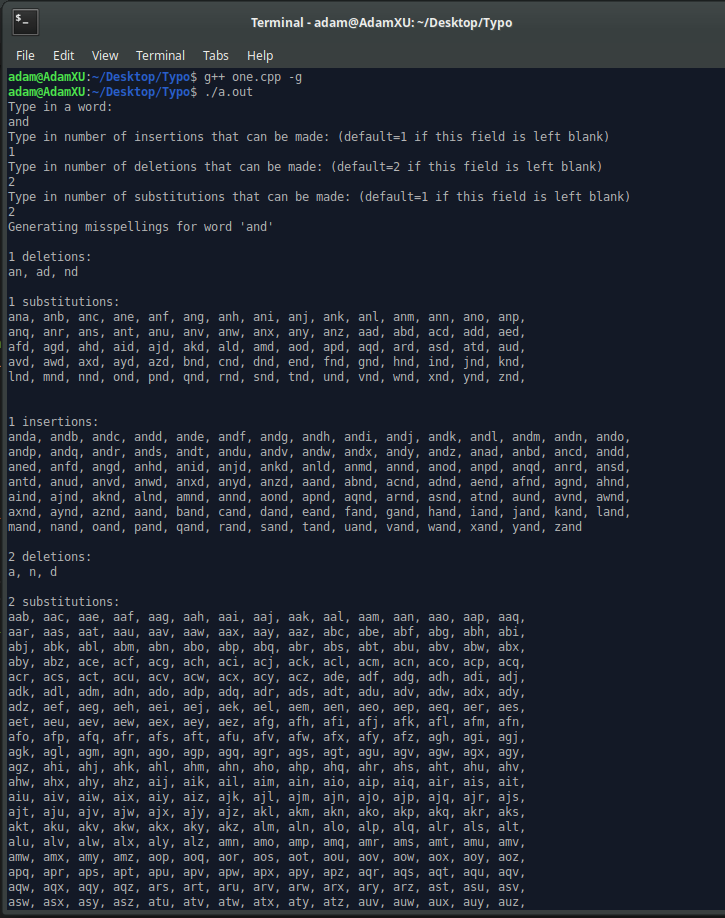 Terminal - adam@AdamXU: ~/Desktop/Typo
File Edit View Terminal Tabs Help
adam@AdamXU:~/Desktop/Typo$ g++ one.cpp -g
adam@AdamXU:~/Desktop/Typo$ ./a.out
Type in a word:
and
Type in number of insertions that can be made: (default=1 if this field is left blank)
1
Type in number of deletions that can be made: (default=2 if this field is left blank)
2
Type in number of substitutions that can be made: (default=1 if this field is left blank)
2
Generating misspellings for word 'and'
1 deletions:
an, ad, nd
1 substitutions:
ana, anb, anc, ane, anf, ang, anh, ani, anj, ank, anl, anm, ann, ano, anp,
anq, anr, ans, ant, anu, anv, anw, anx, any, anz, aad, abd, acd, add, aed,
afd, agd, ahd, aid, ajd, akd, ald, amd, aod, apd, aqd, ard, asd, atd, aud,
avd, awd, axd, ayd, azd, bnd, cnd, dnd, end, fnd, gnd, hnd, ind, jnd, knd,
lnd, mnd, nnd, ond, pnd, qnd, rnd, snd, tnd, und, vnd, wnd, xnd, ynd, znd,
1 insertions:
anda, andb, andc, andd, ande, andf, andg, andh, andi, andj, andk, andl, andm, andn, ando,
andp, andq, andr, ands, andt, andu, andv, andw, andx, andy, andz, anad, anbd, ancd, andd,
aned, anfd, angd, anhd, anid, anjd, ankd, anld, anmd, annd, anod, anpd, anqd, anrd, ansd,
antd, anud, anvd, anwd, anxd, anyd, anzd, aand, abnd, acnd, adnd, aend, afnd, agnd, ahnd,
aind, ajnd, aknd, alnd, amnd, annd, aond, apnd, aqnd, arnd, asnd, atnd, aund, avnd, awnd,
axnd, aynd, aznd, aand, band, cand, dand, eand, fand, gand, hand, iand, jand, kand, land,
mand, nand, oand, pand, qand, rand, sand, tand, uand, vand, wand, xand, yand, zand
2 deletions:
a, n, d
2 substitutions:
aab, aac, aae, aaf, aag, aah, aai, aaj, aak, aal, aam, aan, aao, aap, aaq,
aar, aas, aat, aau, aav, aaw, aax, aay, aaz, abc, abe, abf, abg, abh, abi,
abj, abk, abl, abm, abn, abo, abp, abq, abr, abs, abt, abu, abv, abw, abx,
aby, abz, ace, acf, acg, ach, aci, acj, ack, acl, acm, acn, aco, acp, acq,
acr, acs, act, acu, acv, acw, acx, acy, acz, ade, adf, adg, adh, adi, adj,
adk, adl, adm, adn, ado, adp, adq, adr, ads, adt, adu, adv, adw, adx, ady,
adz, aef, aeg, aeh, aei, aej, aek, ael, aem, aen, aeo, aep, aeq, aer, aes,
aet, aeu, aev, aew, aex, aey, aez, afg, afh, afi, afj, afk, afl, afm, afn,
afo, afp, afq, afr, afs, aft, afu, afv, afw, afx, afy, afz, agh, agi, agj,
agk, agl, agm, agn, ago, agp, agq, agr, ags, agt, agu, agv, agw, agx, agy,
agz, ahi, ahj, ahk, ahl, ahm, ahn, aho, ahp, ahq, ahr, ahs, aht, ahu, ahv,
ahw, ahx, ahy, ahz, aij, aik, ail, aim, ain, aio, aip, aiq, air, ais, ait,
aiu, aiv, aiw, aix, aiy, aiz, ajk, ajl, ajm, ajn, ajo, ajp, ajq, ajr, ajs,
ajt, aju, ajv, ajw, ajx, ajy, ajz, akl, akm, akn, ako, akp, akq, akr, aks,
akt, aku, akv, akw, akx, aky, akz, alm, aln, alo, alp, alq, alr, als, alt,
alu, alv, alw, alx, aly, alz, amn, amo, amp, amq, amr, ams, amt, amu, amv,
amw, amx, amy, amz, aop, aoq, aor, aos, aot, aou, aov, aow, aox, aoy, aoz,
apq, apr, aps, apt, apu, apv, apw, apx, apy, apz, aqr, aqs, aqt, aqu, aqv,
aqw, aqx, aqy, aqz, ars, art, aru, arv, arw, arx, ary, arz, ast, asu, asv,
asw, asx, asy, asz, atu, atv, atw, atx, aty, atz, auv, auw, aux, auy, auz,